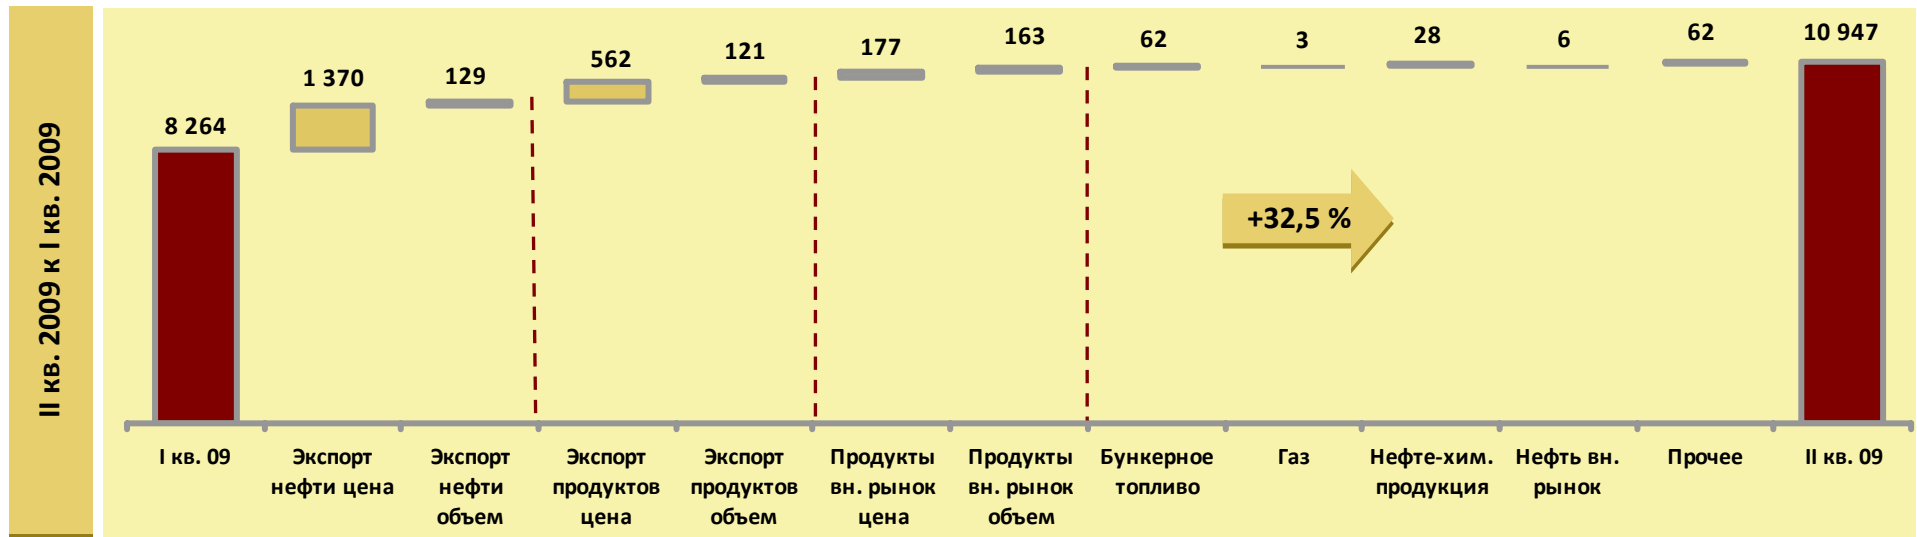 II кв. 2009 к I кв. 2009
8 264
1 370
129
562
121
177
163
62
3
28
6
62
10 947
+32,5 %
I кв. 09
Экспорт
нефти цена
Экспорт
нефти
объем
Экспорт
продуктов
цена
Экспорт
продуктов
объем
Продукты
вн. рынок
цена
Продукты
вн. рынок
объем
Бункерное
топливо
Газ
Нефте-хим.
продукция
Нефть вн.
рынок
Прочее
II кв. 09